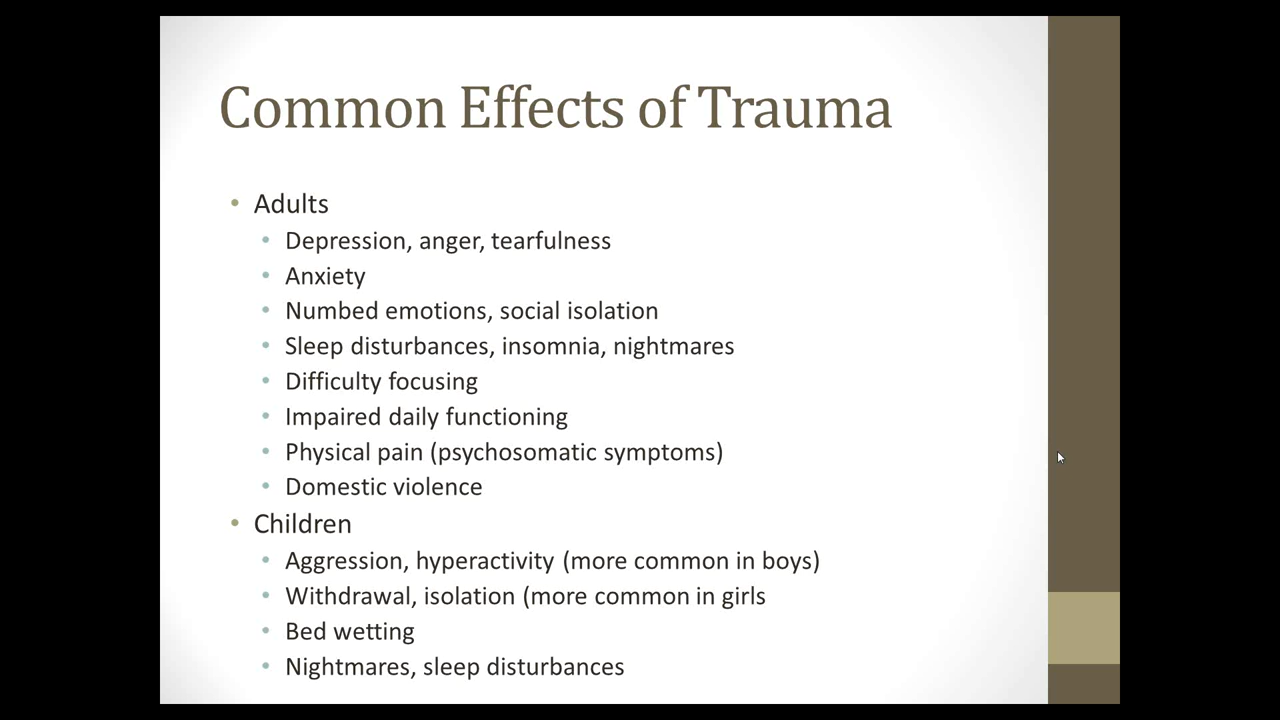 Common Effects of Trauma
• Adults
• Depression, anger, tearfulness
• Anxiety
• Numbed emotions, social isolation
• Sleep disturbances, insomnia, nightmares
• Difficulty focusing
• Impaired daily functioning
• Physical pain (psychosomatic symptoms)
• Domestic violence
• Children
• Aggression, hyperactivity (more common in boys)
• Withdrawal, isolation (more common in girls
• Bed wetting
• Nightmares, sleep disturbances